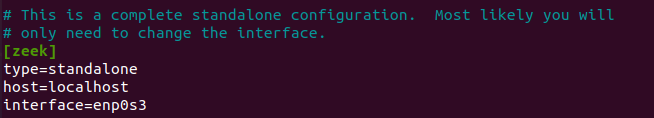 # This is a complete standalone configuration.  Most likely you will
# only need to change the interface.
[zeek]
type=standalone
host=localhost
interface=enp0s3